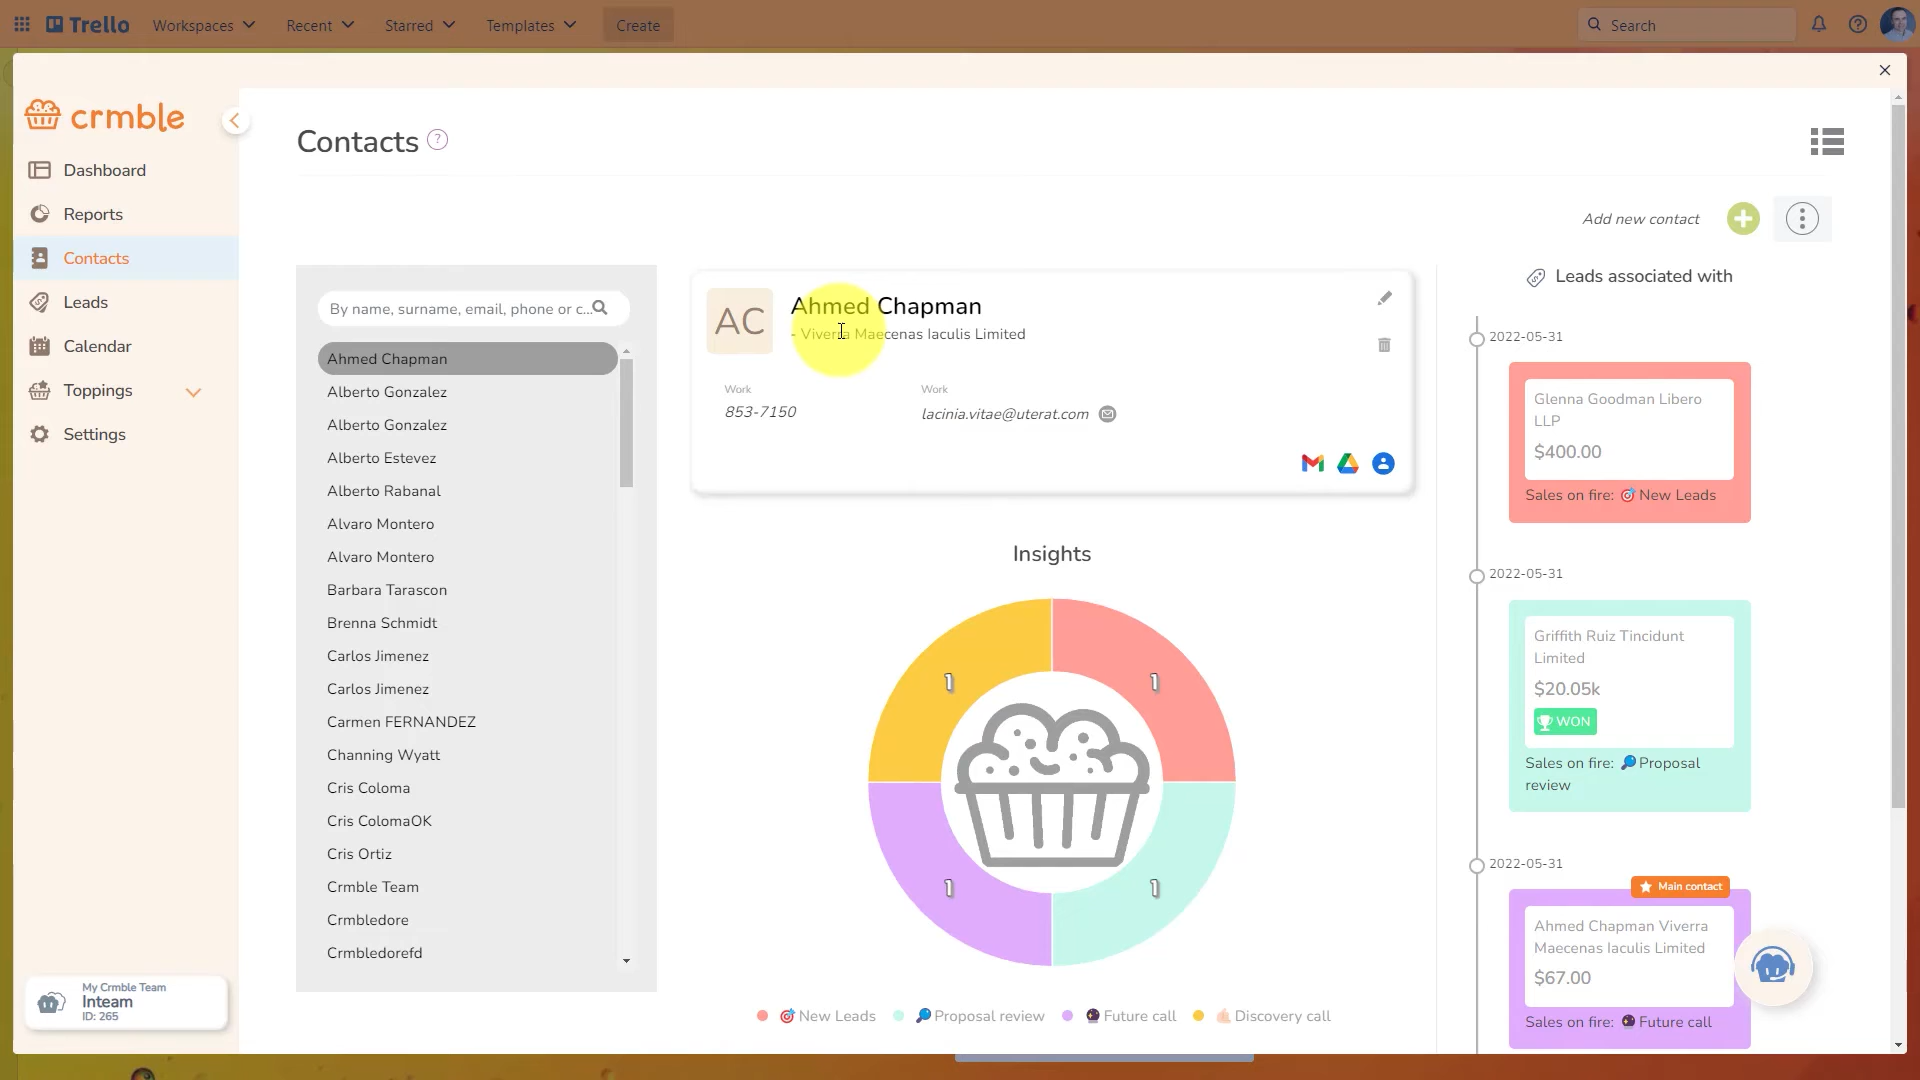 Trello
Workspaces
Recent
Starred
Templates
Create
Search
crmble
Dashboard
Reports
Contacts
Leads
Calendar
Toppings
Settings
My Crmble Team
Inteam
ID: 265
Contacts ?
Add new contact
By name, surname, email, phone or c...
Ahmed Chapman
Alberto Gonzalez
Alberto Gonzalez
Alberto Estevez
Alberto Rabanal
Alvaro Montero
Alvaro Montero
Barbara Tarascon
Brenna Schmidt
Carlos Jimenez
Carlos Jimenez
Carmen FERNANDEZ
Channing Wyatt
Cris Coloma
Cris ColomaOK
Cris Ortiz
Crmble Team
Crmbledore
Crmbledorefd
AC
Ahmed Chapman
- Viverra Maecenas Iaculis Limited
Work
853-7150
Work
lacinia.vitae@uterat.com
Insights
1
1
1
1
New Leads
Proposal review
Future call
Discovery call
Leads associated with
2022-05-31
Glenna Goodman Libero
LLP
$400.00
Sales on fire: New Leads
2022-05-31
Griffith Ruiz Tincidunt
Limited
$20.05k
WON
Sales on fire: Proposal
review
2022-05-31
Main contact
Ahmed Chapman Viverra
Maecenas Iaculis Limited
$67.00
Sales on fire: Future call